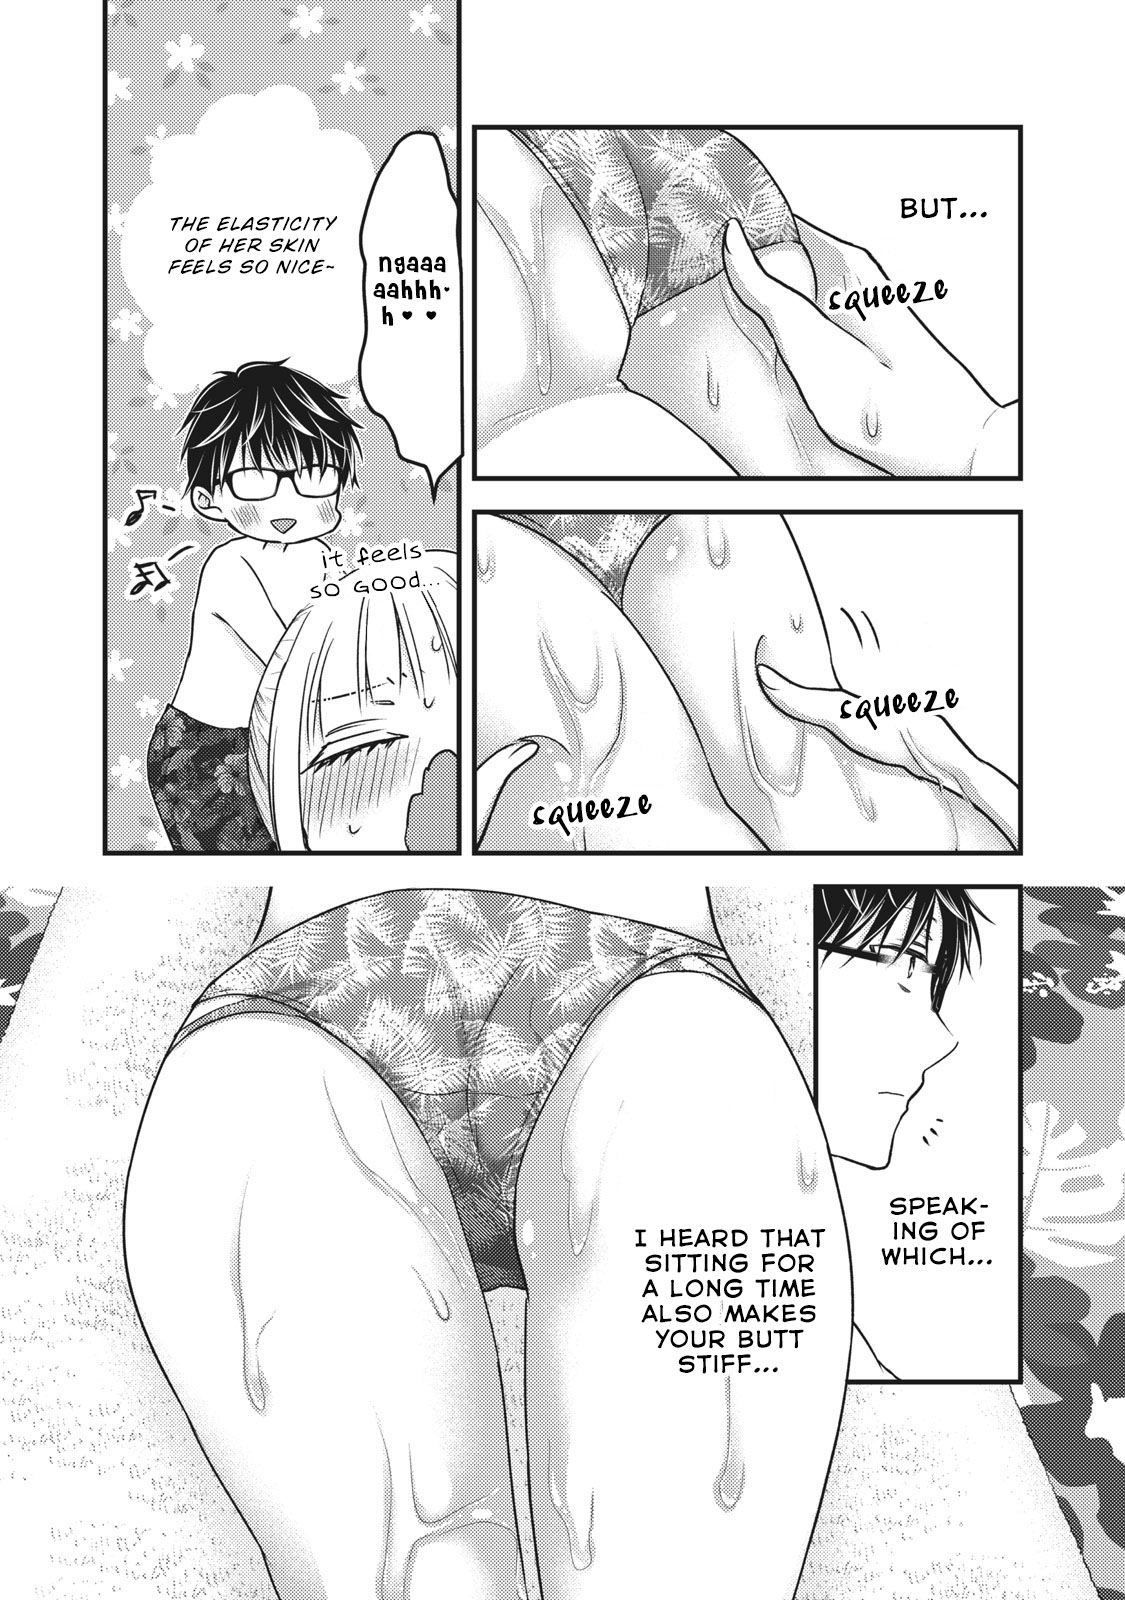 BUT...
squeeze
squeeze
squeeze
ngaaa
aahhh
h♥♥
THE ELASTICITY
OF HER SKIN
FEELS SO NICE~
it feels
so good...
SPEAK-
ING OF
WHICH...
I HEARD THAT
SITTING FOR
A LONG TIME
ALSO MAKES
YOUR BUTT
STIFF...